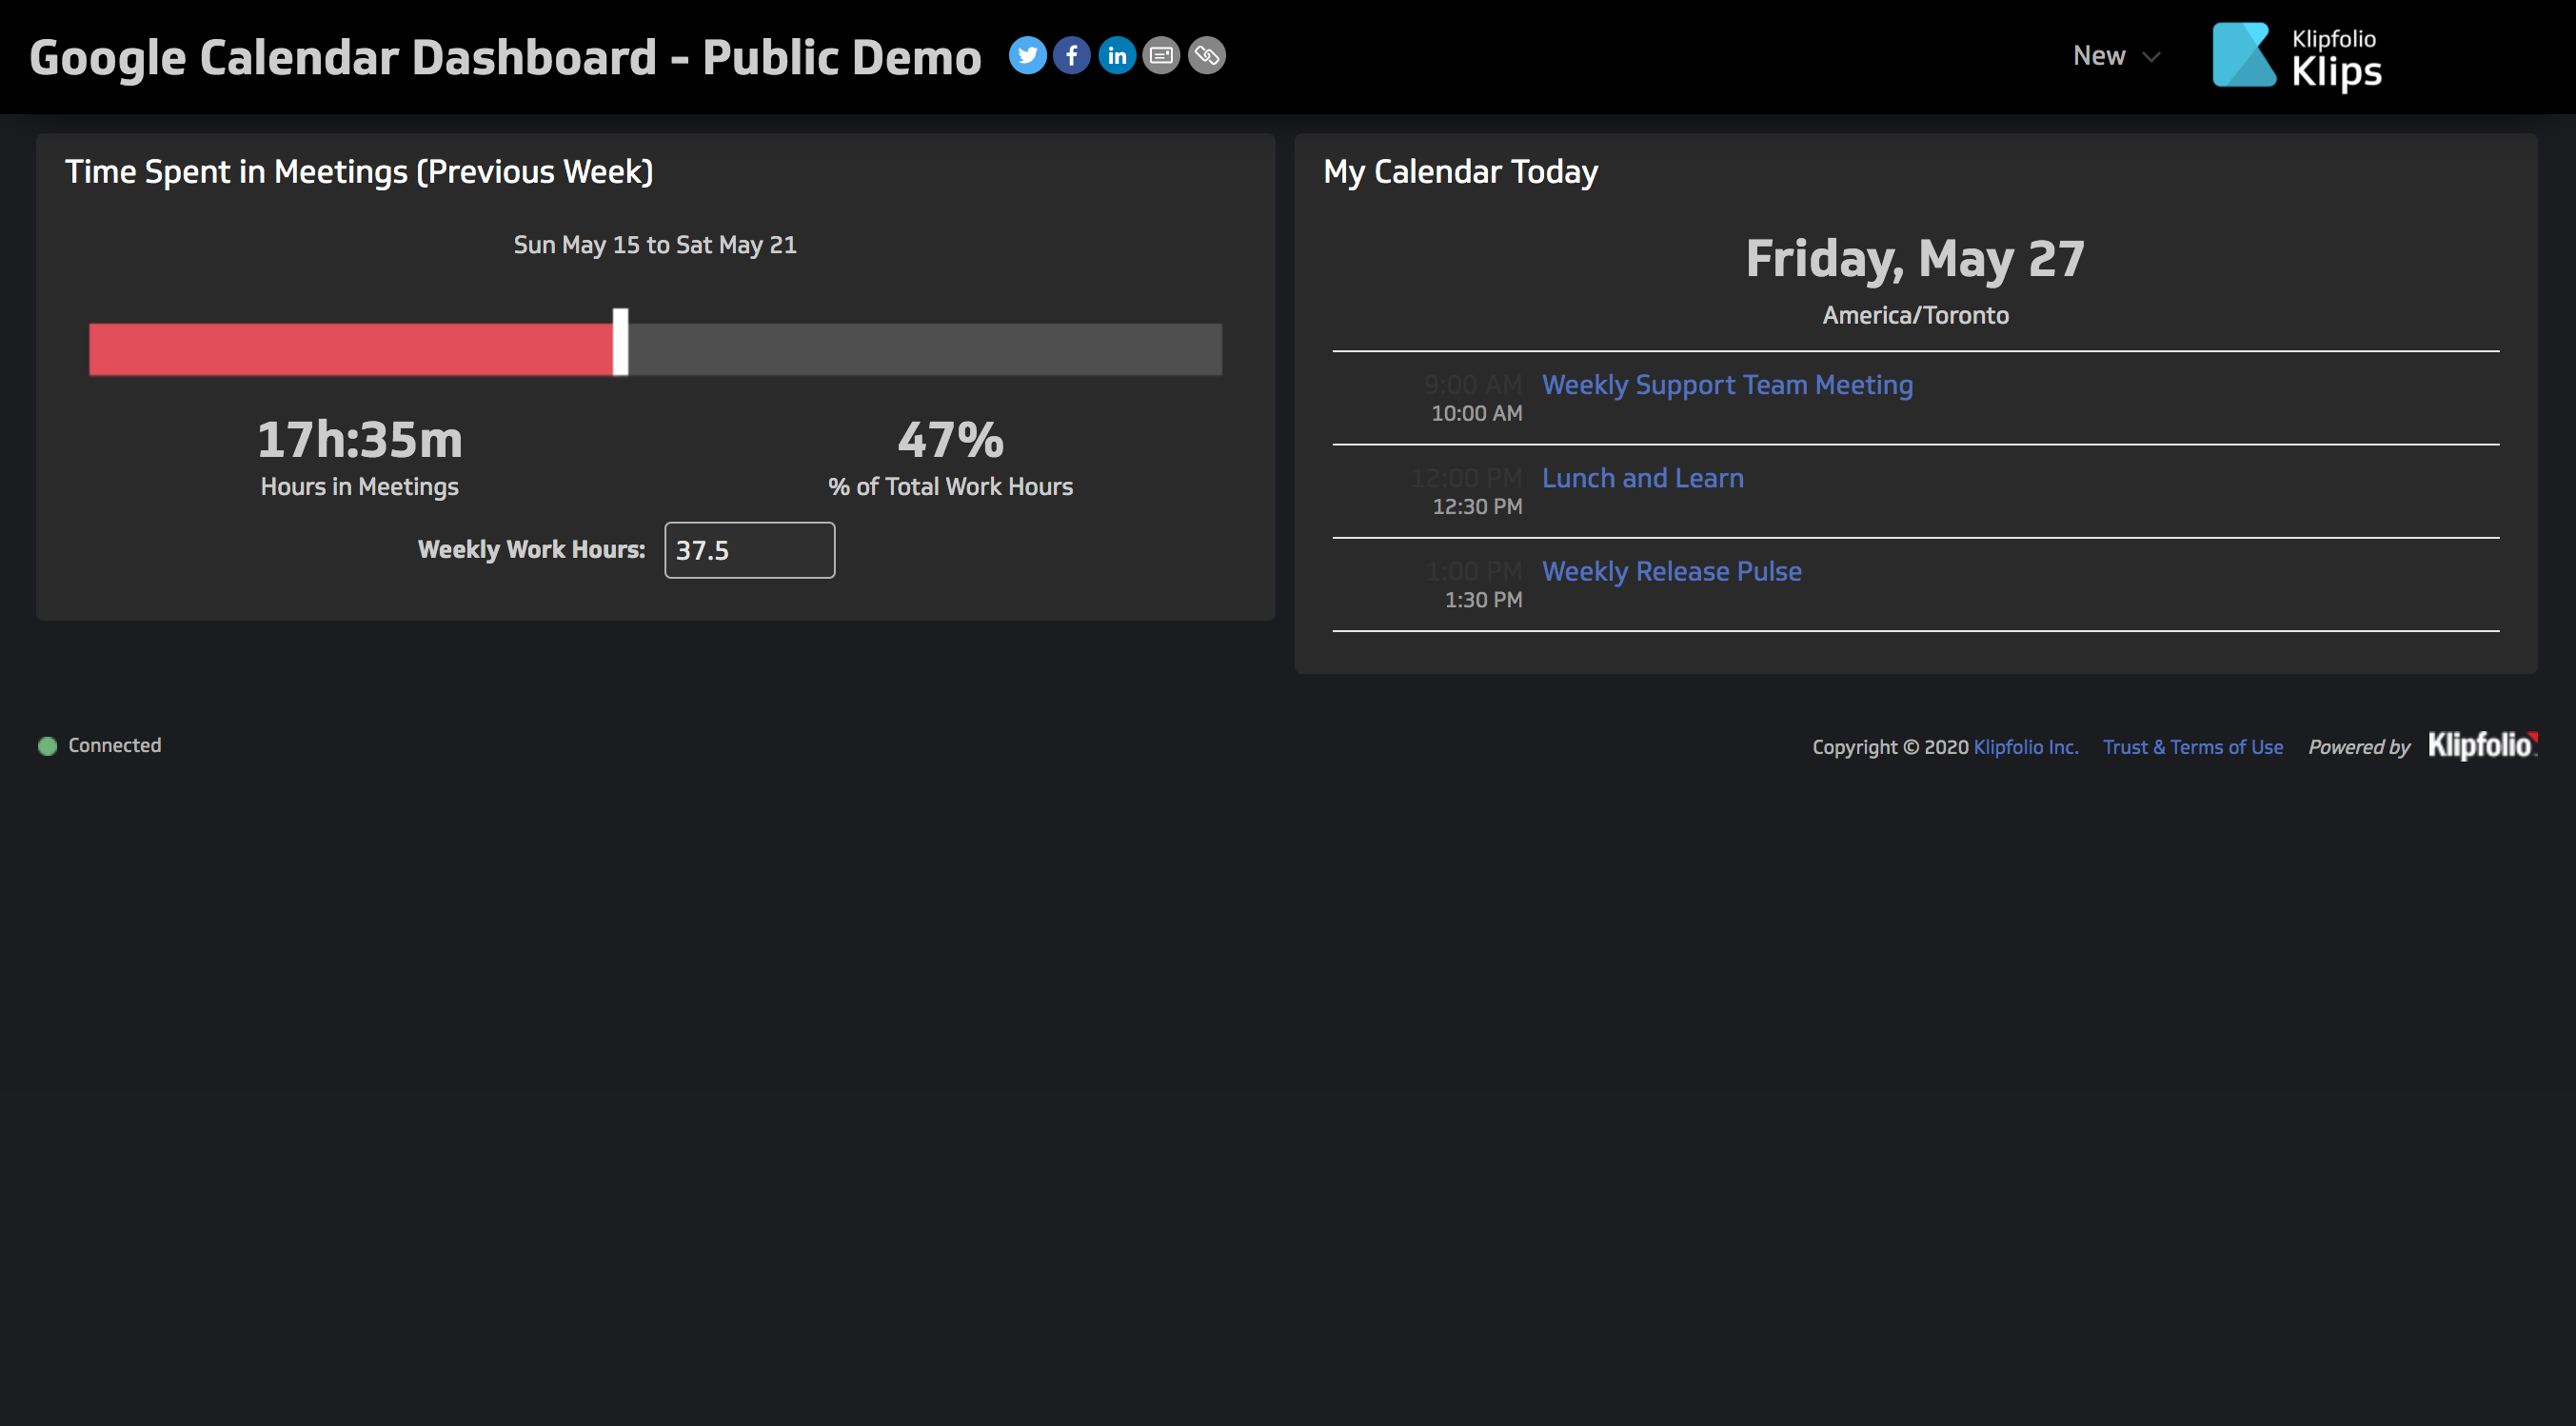 Google Calendar Dashboard - Public Demo
New
Klipfolio
Klips
Time Spent in Meetings (Previous Week)
Sun May 15 to Sat May 21
17h:35m
Hours in Meetings
47%
% of Total Work Hours
Weekly Work Hours: 37.5
My Calendar Today
Friday, May 27
America/Toronto
9:00 AM Weekly Support Team Meeting
10:00 AM
12:00 PM Lunch and Learn
12:30 PM
1:00 PM Weekly Release Pulse
1:30 PM
Connected
Copyright © 2020 Klipfolio Inc. Trust & Terms of Use Powered by Klipfolio